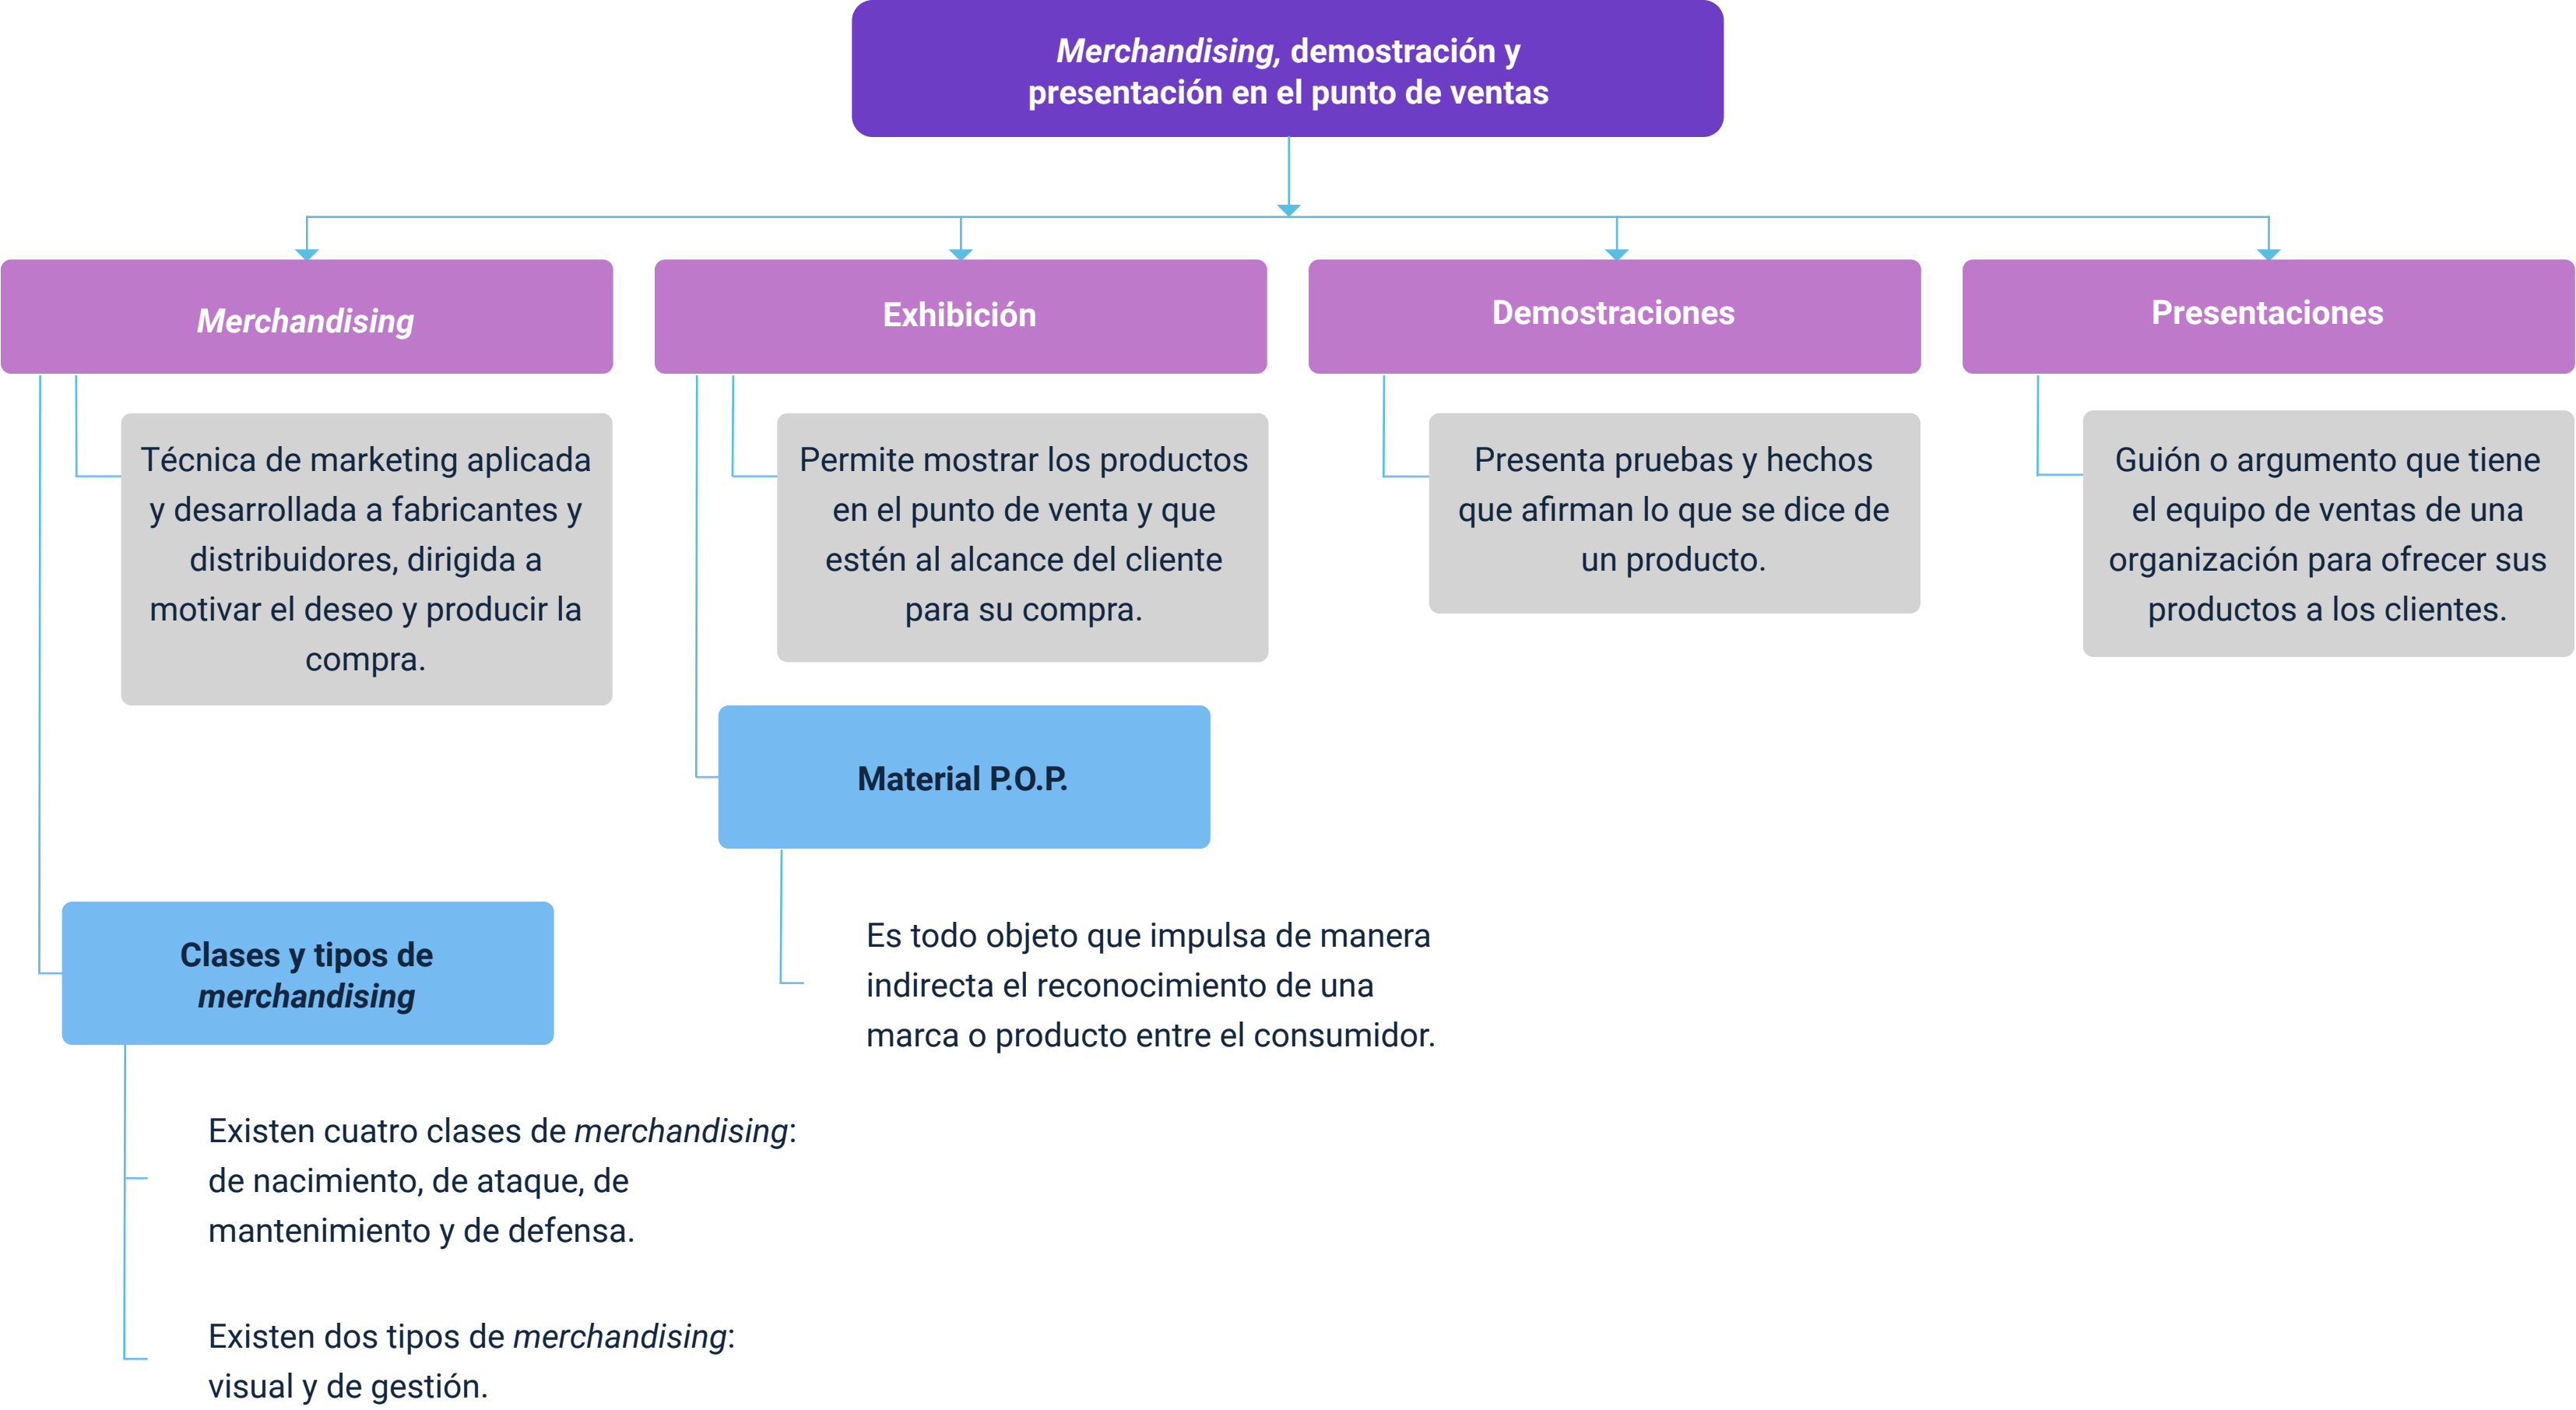 Merchandising, demostración y
presentación en el punto de ventas
Merchandising
Técnica de marketing aplicada
y desarrollada a fabricantes y
distribuidores, dirigida a
motivar el deseo y producir la
compra.
Clases y tipos de
merchandising
Existen cuatro clases de merchandising:
de nacimiento, de ataque, de
mantenimiento y de defensa.
Existen dos tipos de merchandising:
visual y de gestión.
Exhibición
Permite mostrar los productos
en el punto de venta y que
estén al alcance del cliente
para su compra.
Material P.O.P.
Es todo objeto que impulsa de manera
indirecta el reconocimiento de una
marca o producto entre el consumidor.
Demostraciones
Presenta pruebas y hechos
que afirman lo que se dice de
un producto.
Presentaciones
Guión o argumento que tiene
el equipo de ventas de una
organización para ofrecer sus
productos a los clientes.